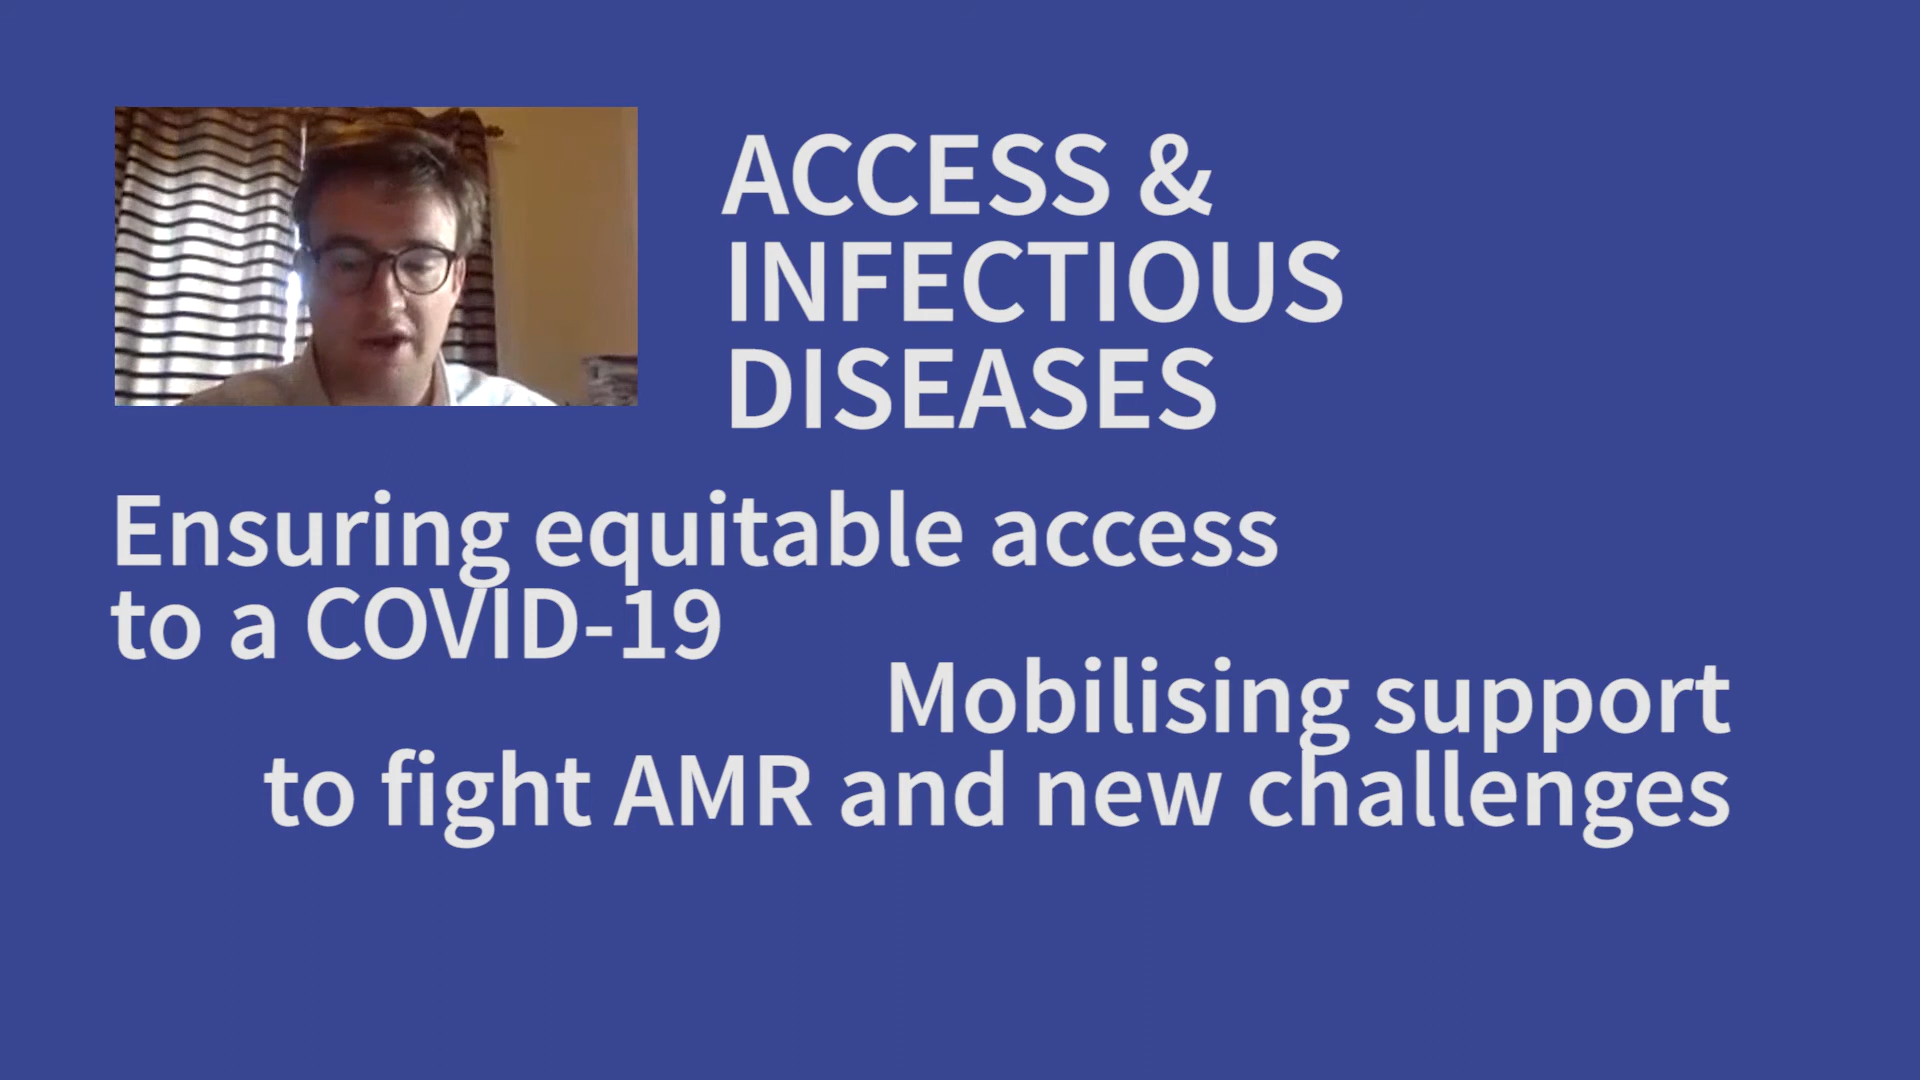 ACCESS &
INFECTIOUS
DISEASES
Ensuring equitable access
to a COVID-19
Mobilising support
to fight AMR and new challenges